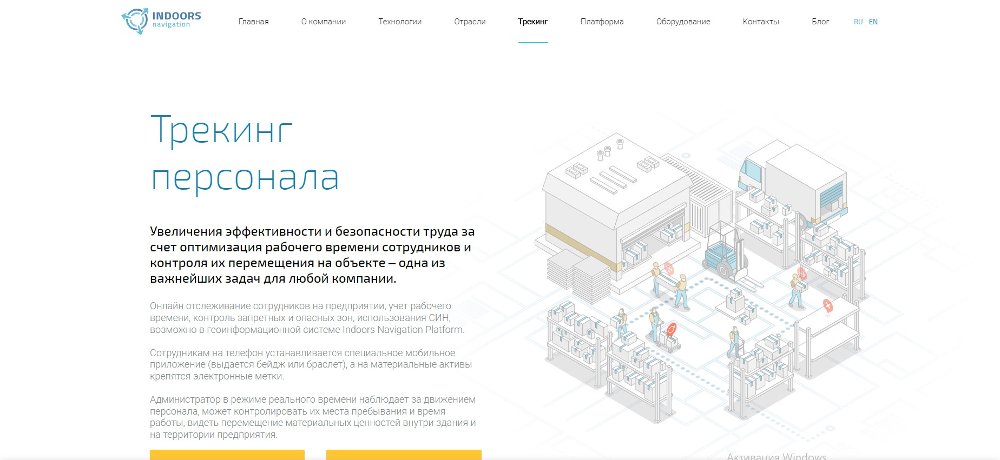 INDOORS
navigation
Главная О компании Технологии Отрасли Трекинг Платформа Оборудование Контакты Блог RU EN
Трекинг
персонала
Увеличения эффективности и безопасности труда за
счет оптимизация рабочего времени сотрудников и
контроля их перемещения на объекте – одна из
важнейших задач для любой компании.
Онлайн отслеживание сотрудников на предприятии, учет рабочего
времени, контроль запретных и опасных зон, использования СИН,
возможно в геоинформационной системе Indoors Navigation Platform.
Сотрудникам на телефон устанавливается специальное мобильное
приложение (выдается бейдж или браслет), а на материальные активы
крепятся электронные метки.
Администратор в режиме реального времени наблюдает за движением
персонала, может контролировать их места пребывания и время
работы, видеть перемещение материальных ценностей внутри здания и
на территории предприятия.
Активация Windows